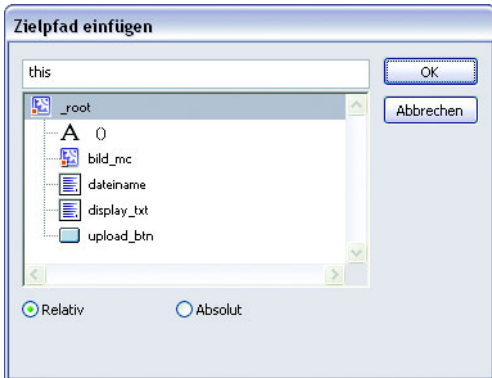 Zielpfad einfügen
this
OK
Abbrechen
_root
A ()
bild_mc
dateiname
display_txt
upload_btn
Relativ
Absolut